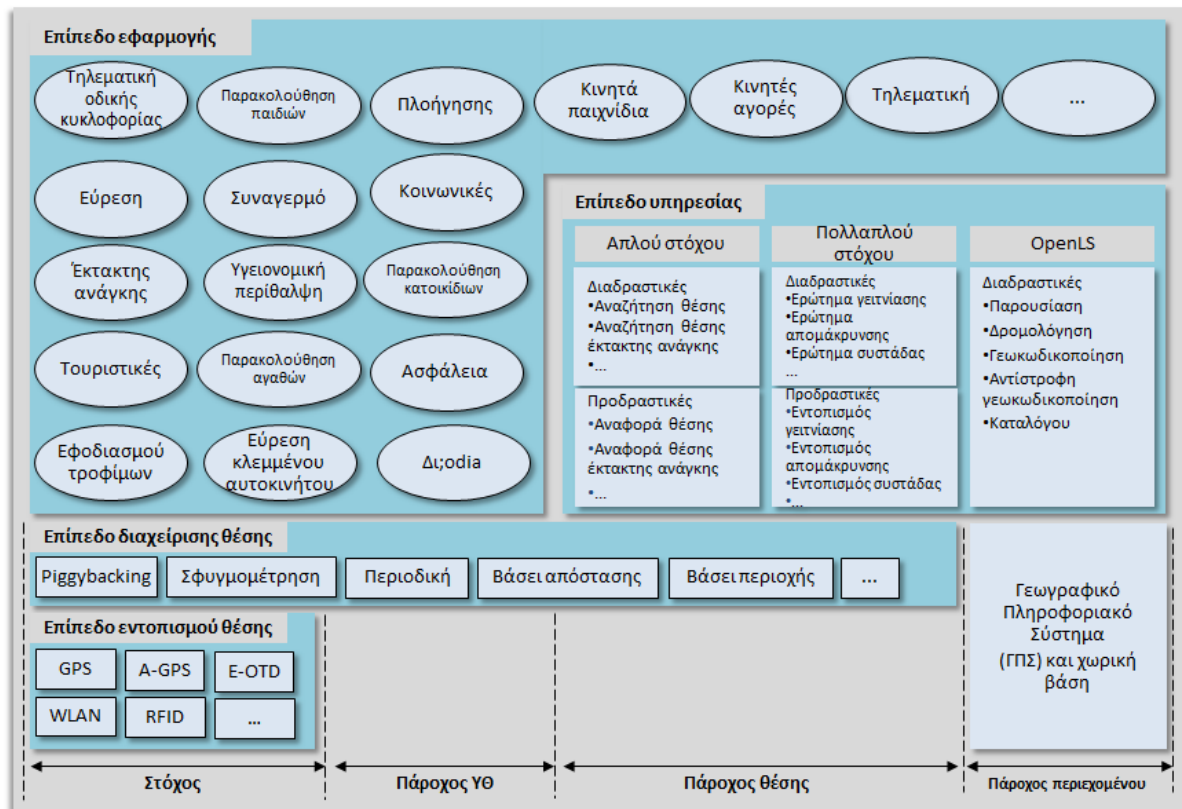 Επίπεδο εφαρμογής
Τηλεματική
οδικής
κυκλοφορίας
Παρακολούθηση
παιδιών
Πλοήγησης
Κινητά
παιχνίδια
Κινητές
αγορές
Τηλεματική
...
Εύρεση
Συναγερμό
Κοινωνικές
Έκτακτης
ανάγκης
Υγειονομική
περίθαλψη
Παρακολούθηση
κατοικίδιων
Τουριστικές
Παρακολούθηση
αγαθών
Ασφάλεια
Εφοδιασμού
τροφίμων
Εύρεση
κλεμμένου
αυτοκινήτου
Δι;odia
Επίπεδο υπηρεσίας
Απλού στόχου
Διαδραστικές
•Αναζήτηση θέσης
•Αναζήτηση θέσης
έκτακτης ανάγκης
•...
Προδραστικές
•Αναφορά θέσης
•Αναφορά θέσης
έκτακτης ανάγκης
•...
Πολλαπλού
στόχου
Διαδραστικές
•Ερώτημα γειτνίασης
•Ερώτημα
απομάκρυνσης
•Ερώτημα συστάδας
...
Προδραστικές
•Εντοπισμός
γειτνίασης
•Εντοπισμός
απομάκρυνσης
•Εντοπισμός συστάδας
•...
OpenLS
Διαδραστικές
•Παρουσίαση
•Δρομολόγηση
•Γεωκωδικοποίηση
•Αντίστροφη
γεωκωδικοποίηση
•Καταλόγου
Επίπεδο διαχείρισης θέσης
Piggybacking
Σφυγμομέτρηση
Περιοδική
Βάσει απόστασης
Βάσει περιοχής
...
Επίπεδο εντοπισμού θέσης
GPS
A-GPS
E-OTD
WLAN
RFID
...
Γεωγραφικό
Πληροφοριακό
Σύστημα
(ΓΠΣ) και χωρική
βάση
Στόχος
Πάροχος ΥΘ
Πάροχος θέσης
Πάροχος περιεχομένου